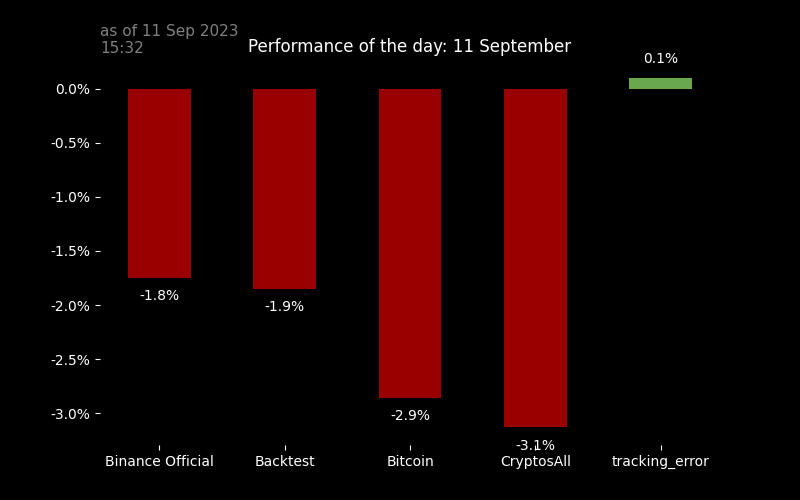 as of 11 Sep 2023
15:32
Performance of the day: 11 September
0.1%
0.0%
-0.5%
-1.0%
-1.5%
-2.0%
-2.5%
-3.0%
-1.8%
-1.9%
-2.9%
-3.1%
Binance Official
Backtest
Bitcoin
CryptosAll
tracking_error